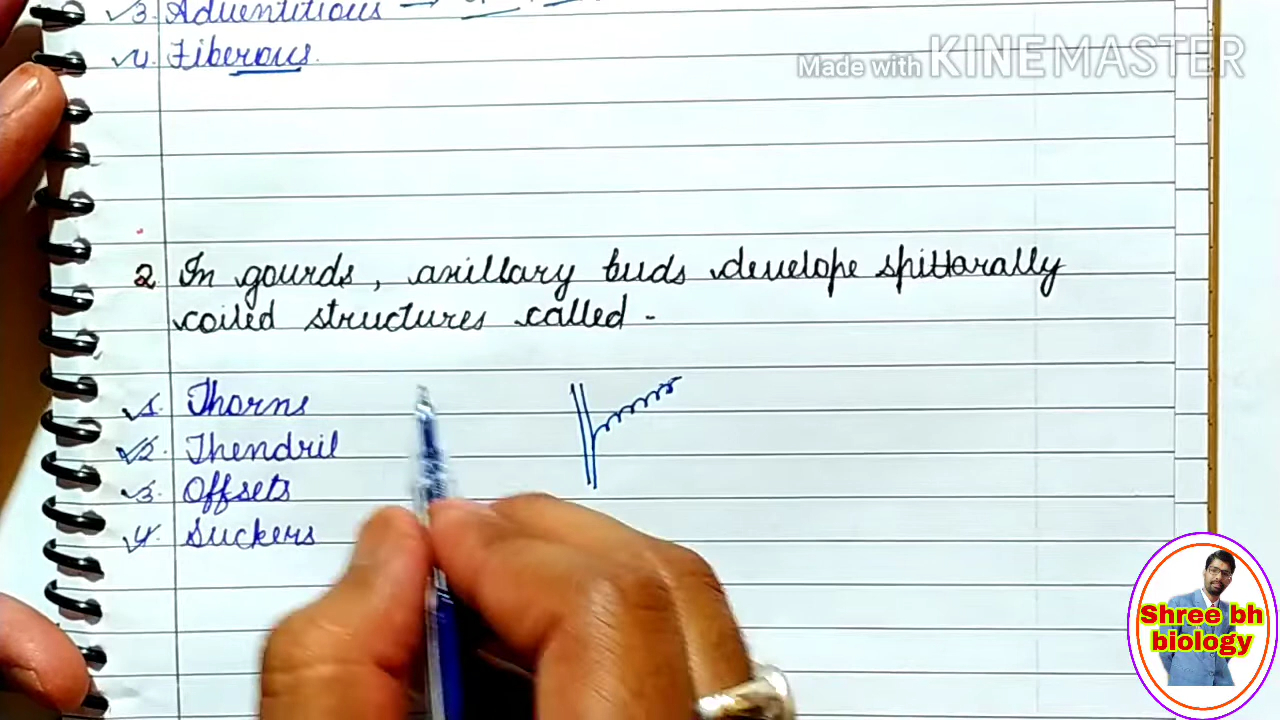 3. Adventitious →
4. Fiberous.
Made with KINEMASTER
2 In gourds, axillary buds develope spittarally
coiled structures called -
1. Thorns
2. Thendril
3. Offsets
4. Suckers
Shree bh
biology